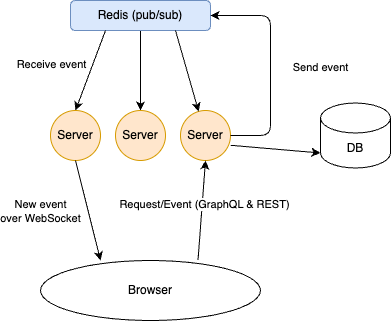 Redis (pub/sub)
Receive event
Send event
Server
Server
Server
DB
New event
over WebSocket
Request/Event (GraphQL & REST)
Browser